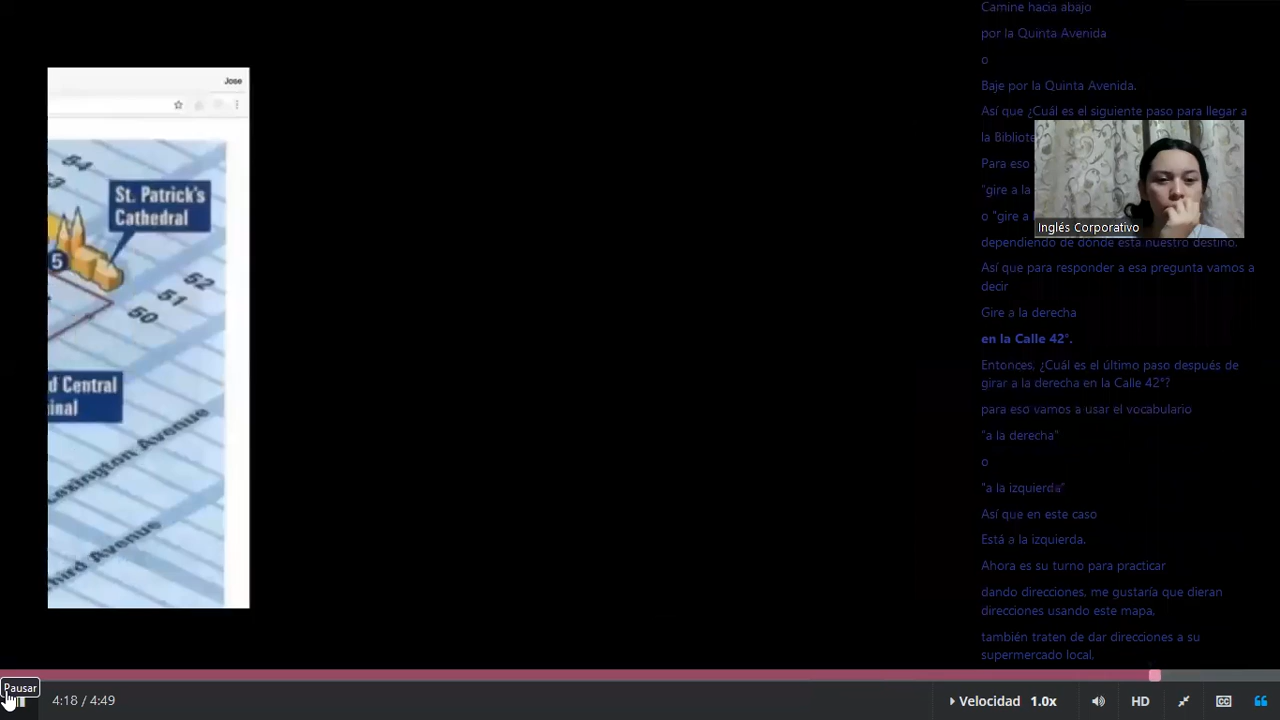 Jose
54
St. Patrick's
Cathedral
5
52
51
50
d Central
inal
Lexington Avenue
Third Avenue
Camine hacia abajo
por la Quinta Avenida
o
Baje por la Quinta Avenida.
Así que ¿Cuál es el siguiente paso para llegar a
la Bibliote
Para eso
"gire a la
o "gire a
dependiendo de donde está nuestro destino.
Así que para responder a esa pregunta vamos a
decir
Gire a la derecha
en la Calle 42°.
Entonces, ¿Cuál es el último paso después de
girar a la derecha en la Calle 42°?
para eso vamos a usar el vocabulario
"a la derecha"
o
"a la izquierda"
Así que en este caso
Está a la izquierda.
Ahora es su turno para practicar
dando direcciones, me gustaría que dieran
direcciones usando este mapa,
también traten de dar direcciones a su
supermercado local,
Inglés Corporativo
Pausar
4:18 / 4:49
Velocidad 1.0x
HD
CC